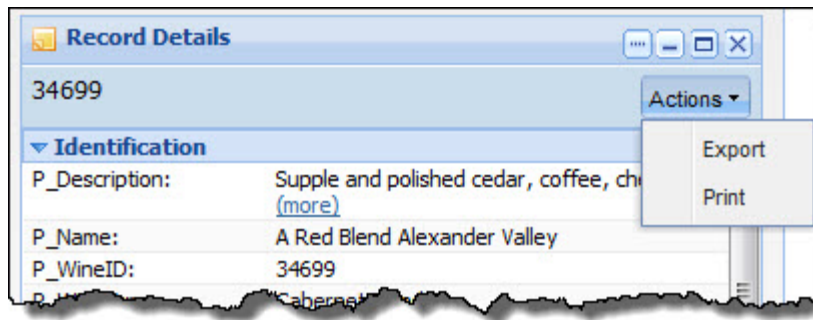 Record Details
34699
Actions
Identification
Export
P_Description: Supple and polished cedar, coffee,
(more)
Print
P_Name: A Red Blend Alexander Valley
P_WineID: 34699